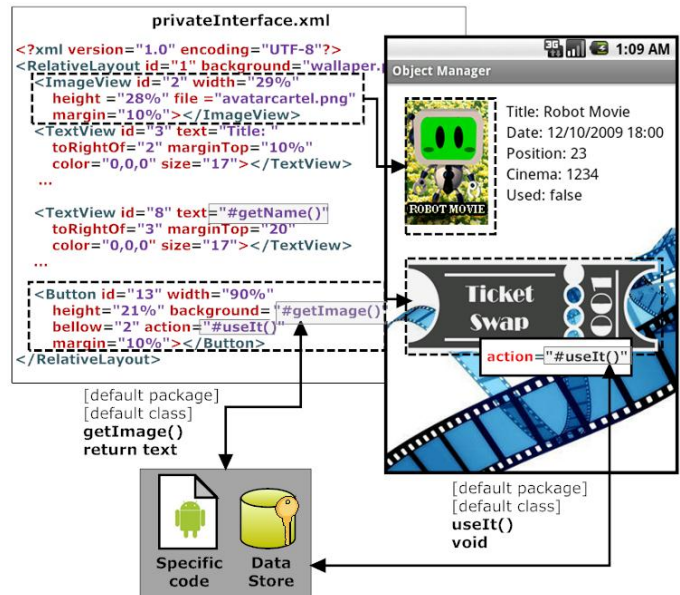 privateInterface.xml
<?xml version="1.0" encoding="UTF-8"?>
<RelativeLayout id="1" background="wallaper.p
<ImageView id="2" width="29%"
height ="28%" file ="avatarcartel.png"
margin="10%"></ImageView>
<TextView id="3" text="Title: "
toRightOf="2" marginTop="10%"
color="0,0,0" size="17"></TextView>
...
<TextView id="8" text="#getName()"
toRightOf="3" marginTop="20"
color="0,0,0" size="17"></TextView>
...
<Button id="13" width="90%"
height="21%" background="#getImage()"
bellow="2" action="#useIt()"
margin="10%"></Button>
</RelativeLayout>
3G 1:09 AM
Object Manager
ROBOT MOVIE
Title: Robot Movie
Date: 12/10/2009 18:00
Position: 23
Cinema: 1234
Used: false
Ticket
Swap
001
action="#useIt()"
[default package]
[default class]
getImage()
return text
[default package]
[default class]
useIt()
void
Specific
code
Data
Store